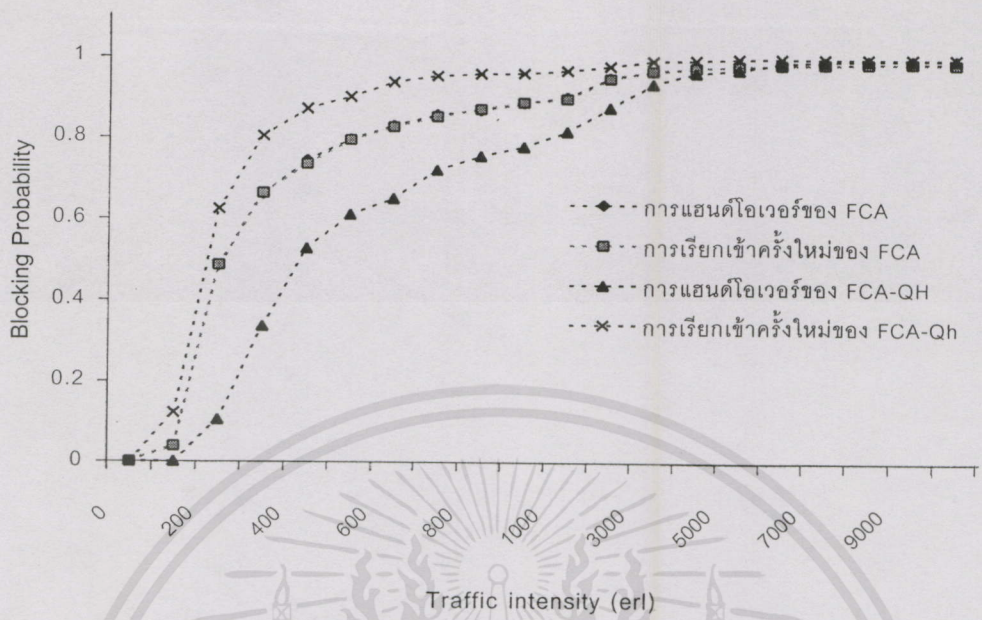 Blocking Probability
1
0.8
0.6
0.4
0.2
0
การแฮนด์โอเวอร์ของ FCA
การเรียกเข้าครั้งใหม่ของ FCA
การแฮนด์โอเวอร์ของ FCA-QH
การเรียกเข้าครั้งใหม่ของ FCA-Qh
0
200
400
600
800
1000
3000
5000
7000
9000
Traffic intensity (erl)